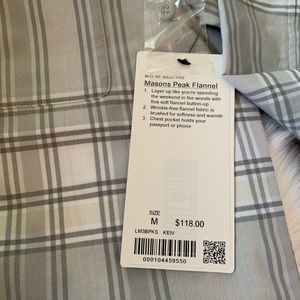 WHY WE MADE THIS
Masons Peak Flannel
1. Layer up like you're spending
the weekend in the woods with
this soft flannel button-up
2. Wrinkle-free flannel fabric is
brushed for softness and warmth
3. Chest pocket holds your
passport or phone
SIZE
M $118.00
LM3BPKS KEIV
000104459550